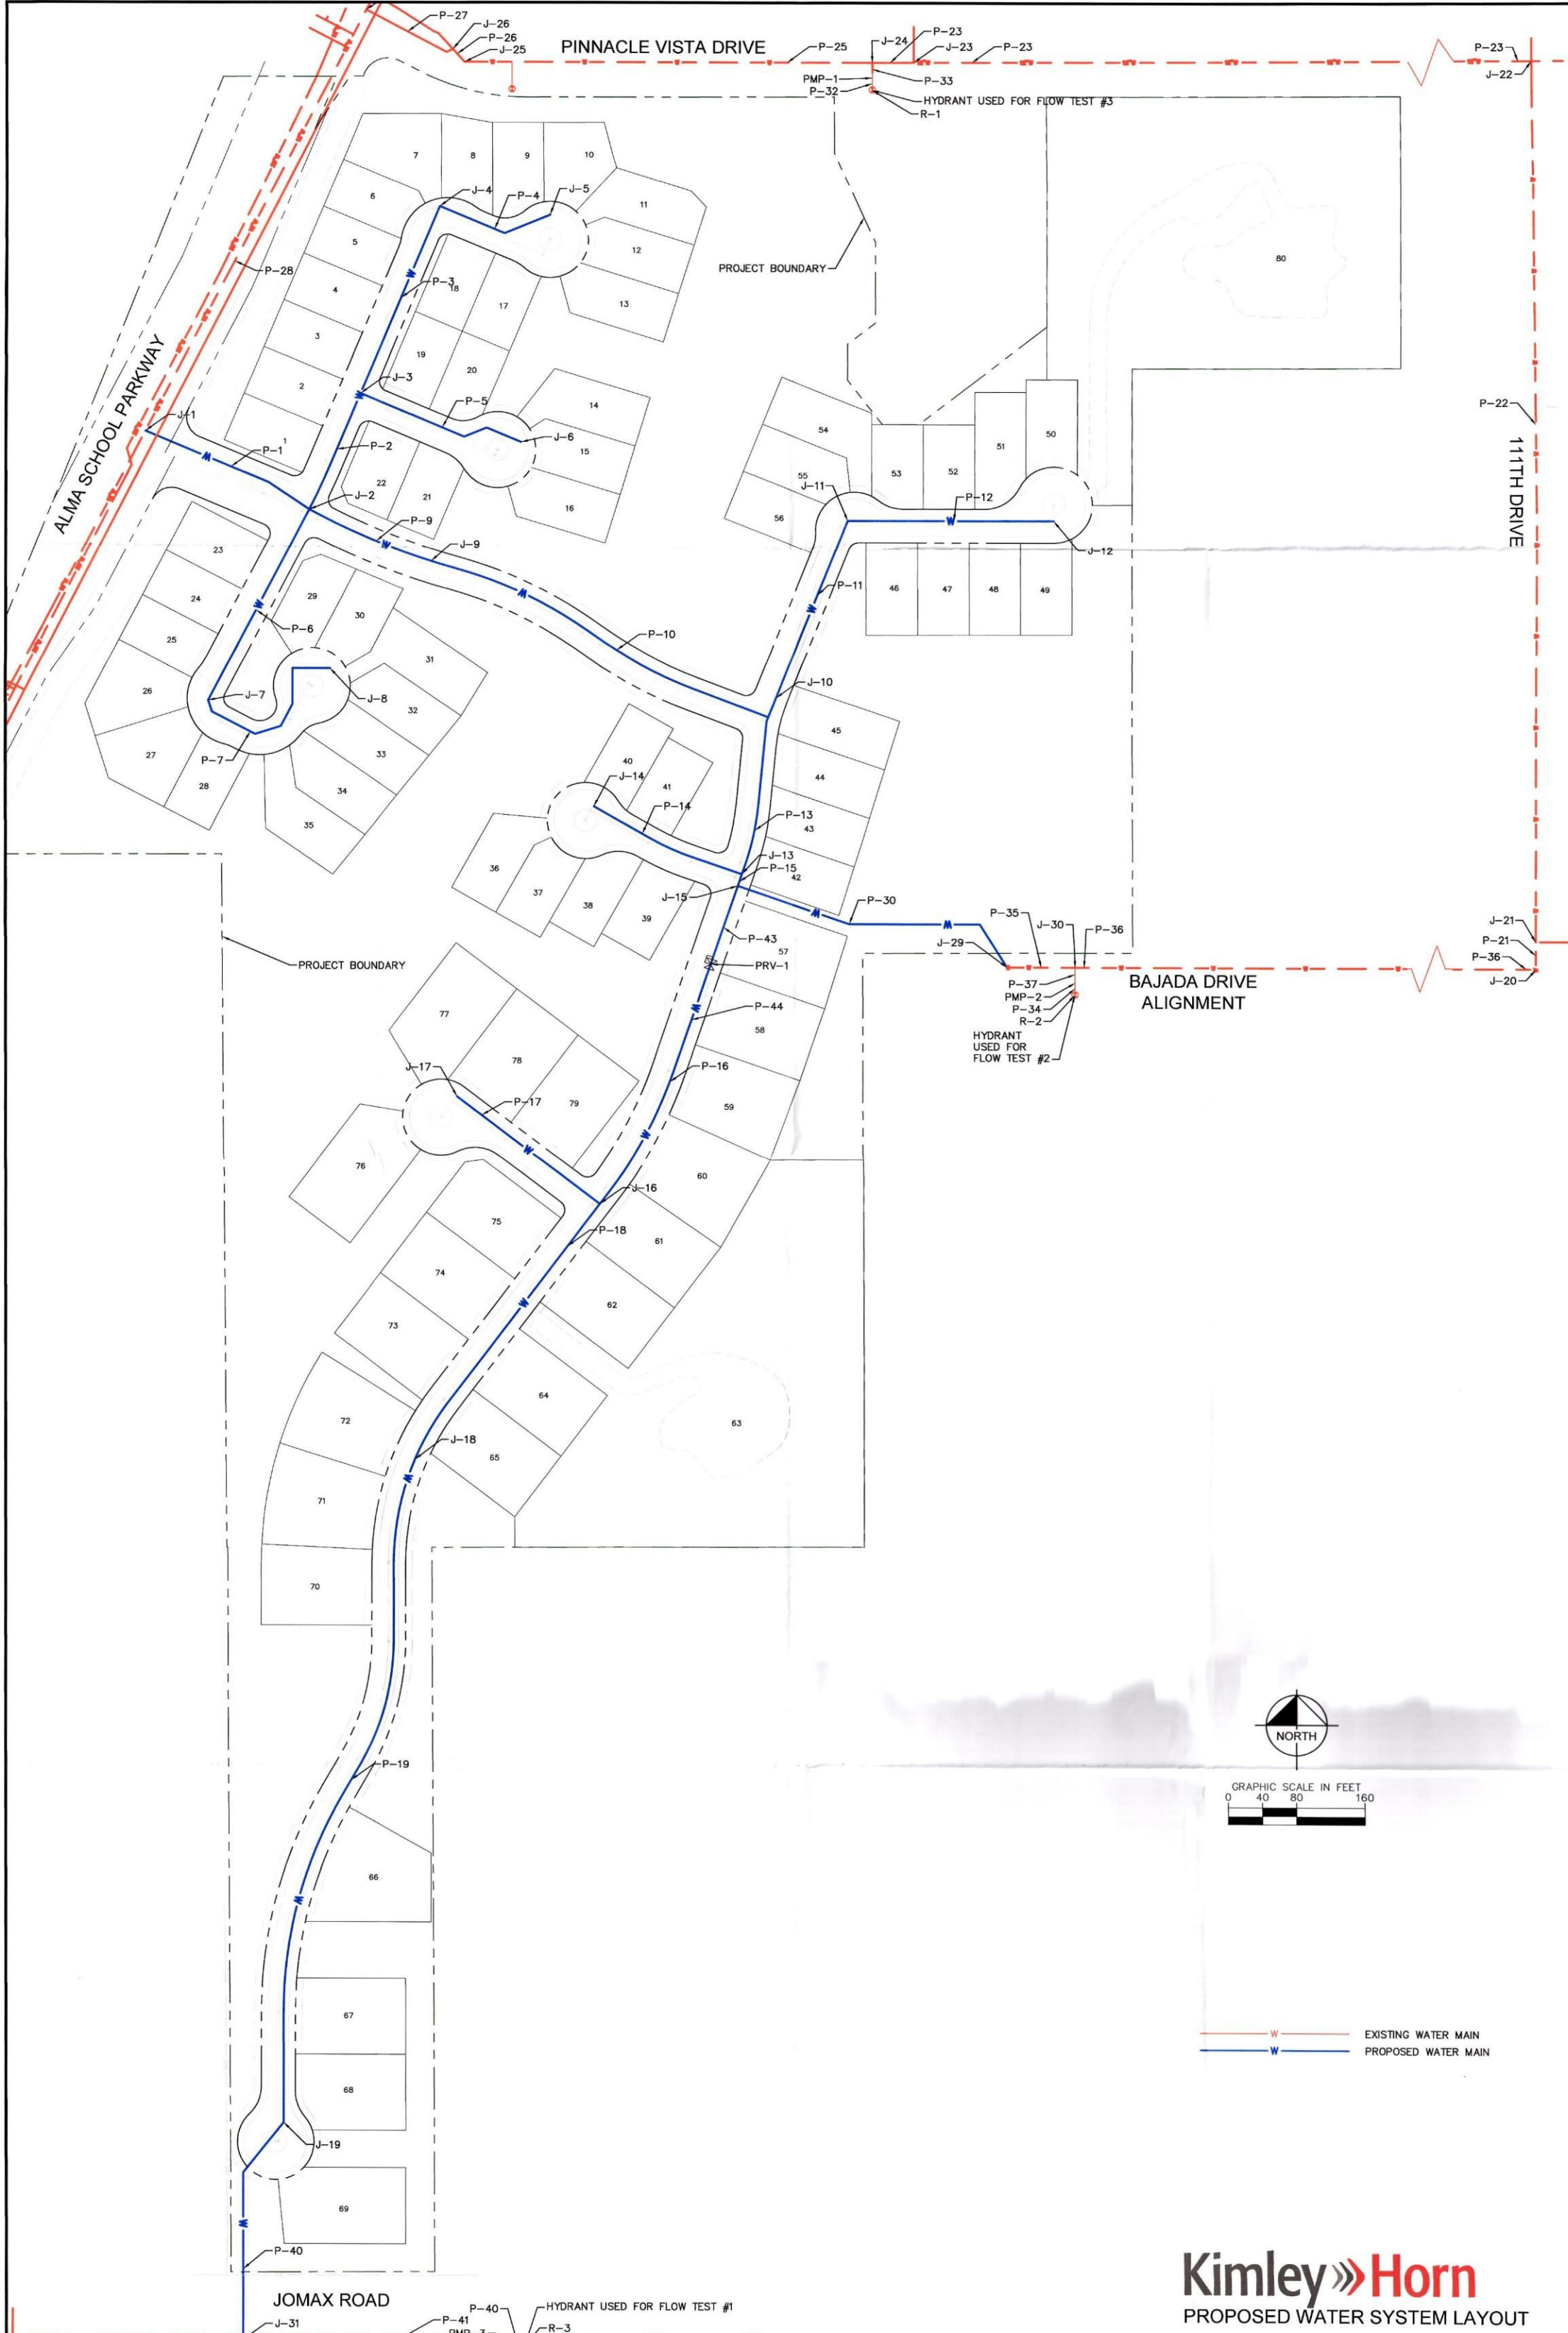 P-27
J-26
P-26
J-25
PINNACLE VISTA DRIVE
P-25
J-24
P-23
J-23
P-23
P-23
J-22
PMP-1
P-33
P-32
HYDRANT USED FOR FLOW TEST #3
R-1
7
8
9
10
6
J-4
P-4
J-5
11
5
12
80
PROJECT BOUNDARY
P-28
4
P-3
18
17
13
3
19
20
2
J-3
14
P-5
J-6
15
P-22
111TH DRIVE
ALMA SCHOOL PARKWAY
J-1
1
P-1
P-2
22
21
16
J-2
P-9
J-9
54
53
52
51
50
55
J-11
P-12
56
J-12
23
24
29
30
P-11
46
47
48
49
25
P-6
P-10
31
26
J-7
J-8
32
J-10
27
P-7
33
45
28
34
40
J-14
41
44
35
P-14
P-13
43
36
37
38
39
J-13
P-15
42
J-15
P-30
J-21
P-43
P-35
J-30
P-36
P-21
57
J-29
P-36
PROJECT BOUNDARY
PRV-1
J-20
BAJADA DRIVE
ALIGNMENT
P-37
PMP-2
P-34
R-2
HYDRANT
USED FOR
FLOW TEST #2
P-44
77
58
78
J-17
P-16
P-17
79
59
76
60
J-16
75
P-18
61
74
62
73
64
72
63
J-18
65
71
70
NORTH
P-19
GRAPHIC SCALE IN FEET
0 40 80 160
66
67
W EXISTING WATER MAIN
W PROPOSED WATER MAIN
68
J-19
69
P-40
Kimley Horn
JOMAX ROAD
P-40
HYDRANT USED FOR FLOW TEST #1
PROPOSED WATER SYSTEM LAYOUT
J-31
P-41
R-3
PMP-3